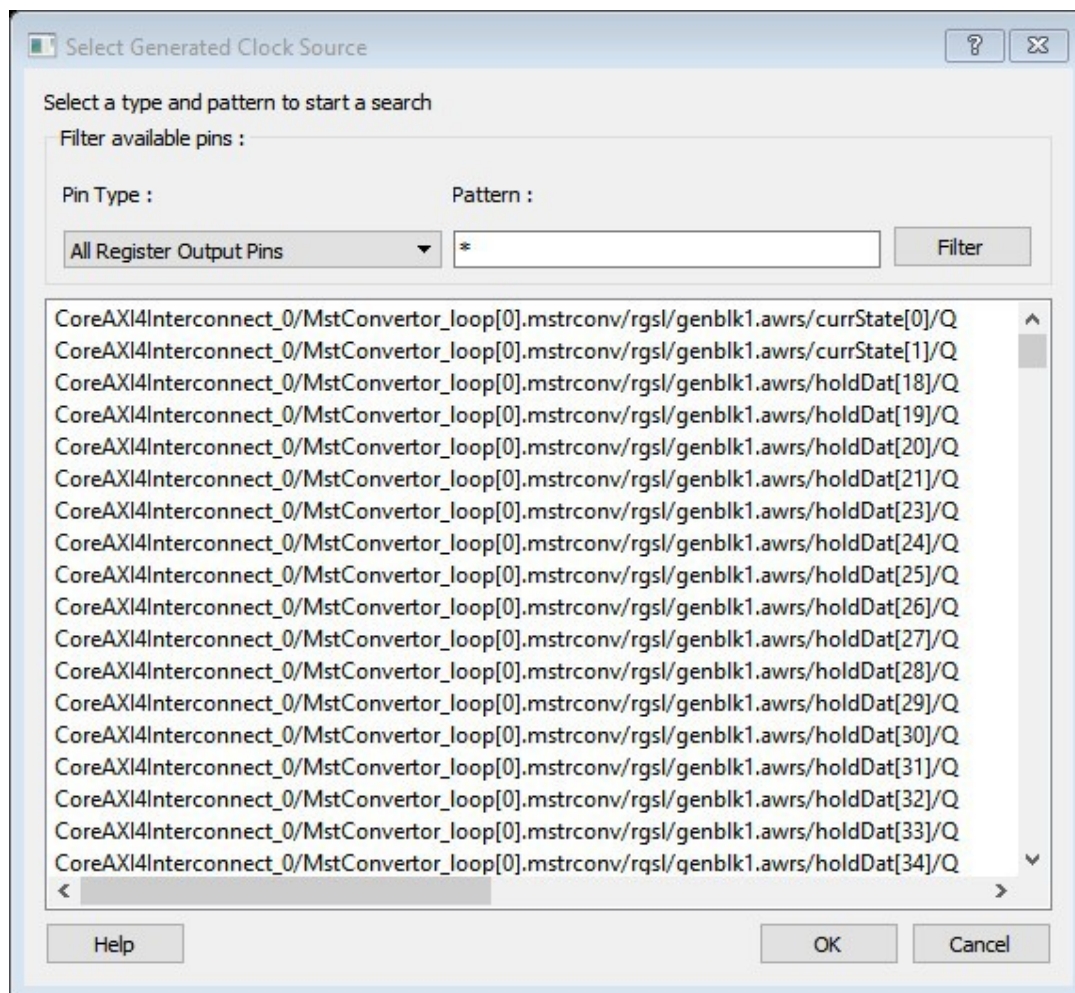 Select Generated Clock Source
Select a type and pattern to start a search
Filter available pins :
Pin Type :
Pattern :
All Register Output Pins
*
Filter
CoreAXI4Interconnect_0/MstConvertor_loop[0].mstrconv/rgsl/genblk1.awrs/currState[0]/Q
CoreAXI4Interconnect_0/MstConvertor_loop[0].mstrconv/rgsl/genblk1.awrs/currState[1]/Q
CoreAXI4Interconnect_0/MstConvertor_loop[0].mstrconv/rgsl/genblk1.awrs/holdDat[18]/Q
CoreAXI4Interconnect_0/MstConvertor_loop[0].mstrconv/rgsl/genblk1.awrs/holdDat[19]/Q
CoreAXI4Interconnect_0/MstConvertor_loop[0].mstrconv/rgsl/genblk1.awrs/holdDat[20]/Q
CoreAXI4Interconnect_0/MstConvertor_loop[0].mstrconv/rgsl/genblk1.awrs/holdDat[21]/Q
CoreAXI4Interconnect_0/MstConvertor_loop[0].mstrconv/rgsl/genblk1.awrs/holdDat[23]/Q
CoreAXI4Interconnect_0/MstConvertor_loop[0].mstrconv/rgsl/genblk1.awrs/holdDat[24]/Q
CoreAXI4Interconnect_0/MstConvertor_loop[0].mstrconv/rgsl/genblk1.awrs/holdDat[25]/Q
CoreAXI4Interconnect_0/MstConvertor_loop[0].mstrconv/rgsl/genblk1.awrs/holdDat[26]/Q
CoreAXI4Interconnect_0/MstConvertor_loop[0].mstrconv/rgsl/genblk1.awrs/holdDat[27]/Q
CoreAXI4Interconnect_0/MstConvertor_loop[0].mstrconv/rgsl/genblk1.awrs/holdDat[28]/Q
CoreAXI4Interconnect_0/MstConvertor_loop[0].mstrconv/rgsl/genblk1.awrs/holdDat[29]/Q
CoreAXI4Interconnect_0/MstConvertor_loop[0].mstrconv/rgsl/genblk1.awrs/holdDat[30]/Q
CoreAXI4Interconnect_0/MstConvertor_loop[0].mstrconv/rgsl/genblk1.awrs/holdDat[31]/Q
CoreAXI4Interconnect_0/MstConvertor_loop[0].mstrconv/rgsl/genblk1.awrs/holdDat[32]/Q
CoreAXI4Interconnect_0/MstConvertor_loop[0].mstrconv/rgsl/genblk1.awrs/holdDat[33]/Q
CoreAXI4Interconnect_0/MstConvertor_loop[0].mstrconv/rgsl/genblk1.awrs/holdDat[34]/Q
Help
OK
Cancel